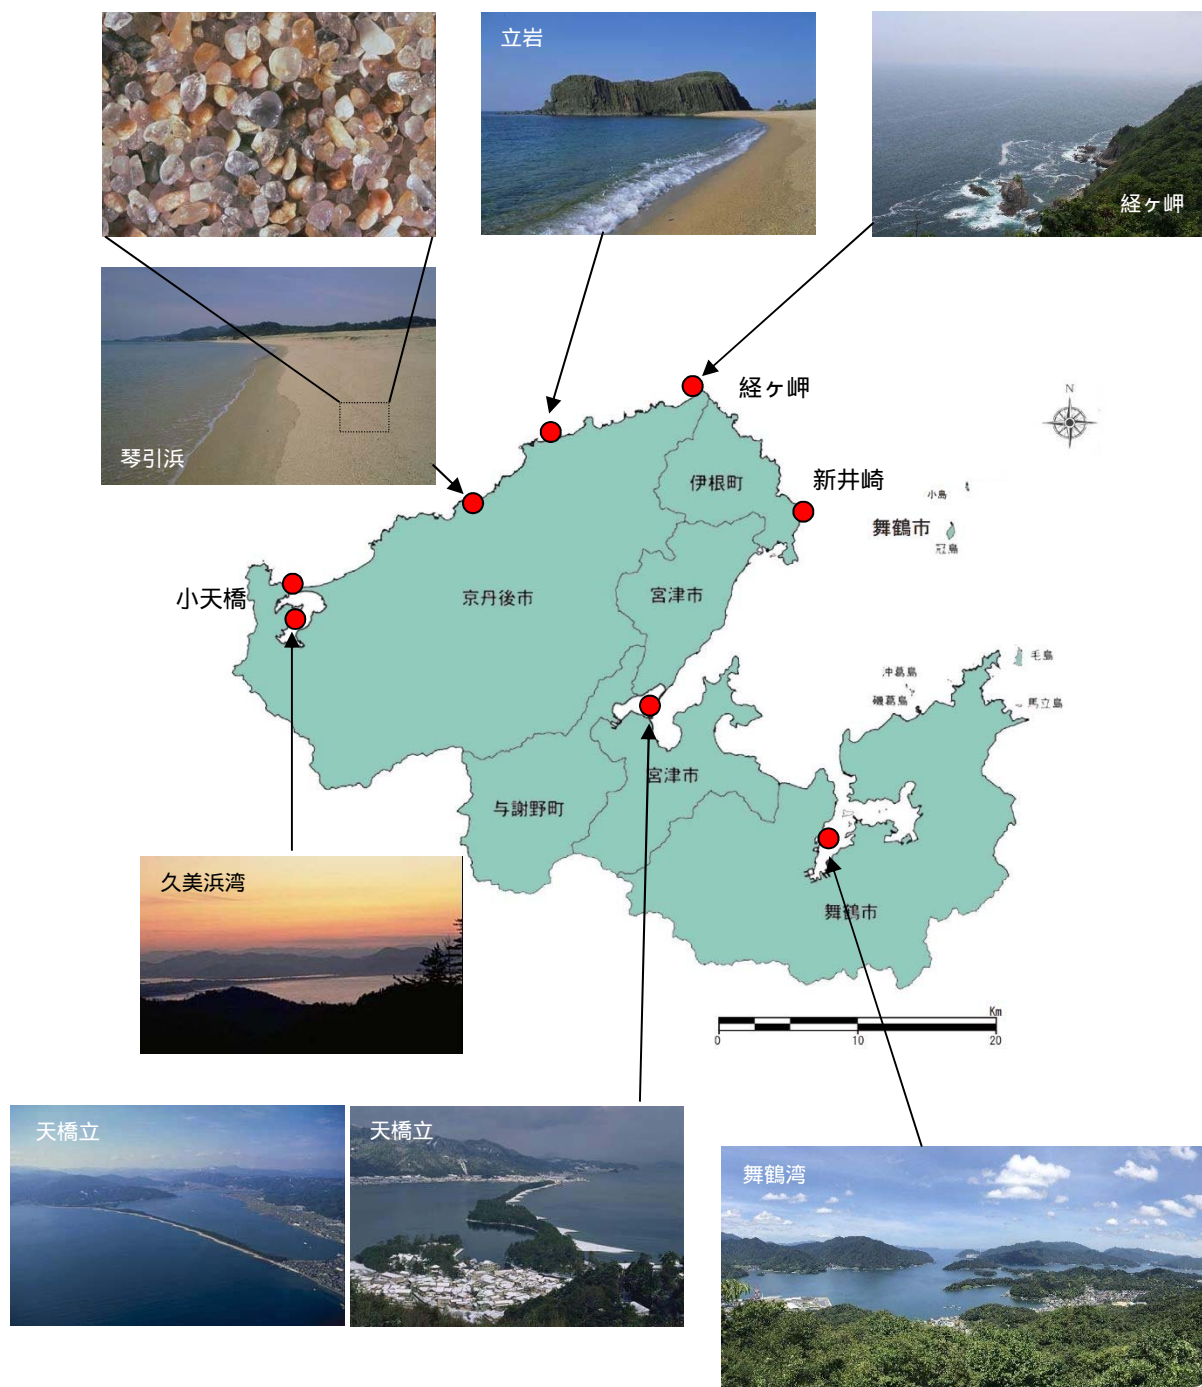 立岩
経ヶ岬
琴引浜
N
経ヶ岬
伊根町
新井崎
小島
舞鶴市
冠島
小天橋
京丹後市
宮津市
毛島
沖葛島
磯葛島
馬立島
宮津市
与謝野町
舞鶴市
久美浜湾
Km
0
10
20
天橋立
天橋立
舞鶴湾